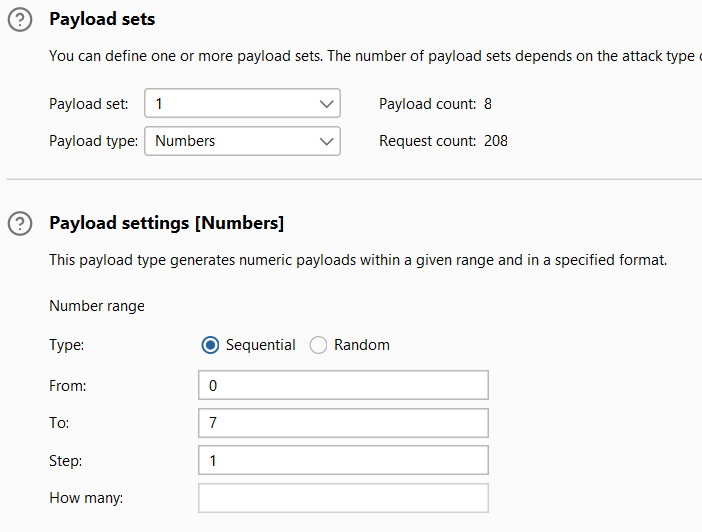 ? Payload sets
You can define one or more payload sets. The number of payload sets depends on the attack type
Payload set: 1 Payload count: 8
Payload type: Numbers Request count: 208
? Payload settings [Numbers]
This payload type generates numeric payloads within a given range and in a specified format.
Number range
Type: Sequential Random
From: 0
To: 7
Step: 1
How many: